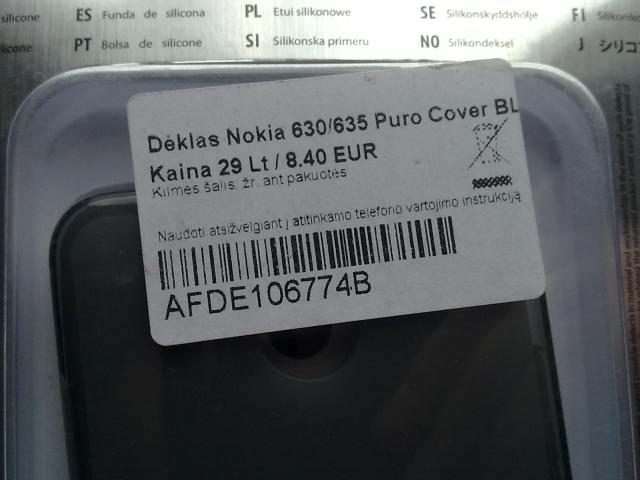 silicone
ES Funda de silicona
PL Etui silikonowe
SE Silikonskyddshölje
FI
silicone
PT Bolsa de silicone
SI Silikonska primeru
NO Silikondeksel
J シリコ
Dėklas Nokia 630/635 Puro Cover BL
Kaina 29 Lt / 8.40 EUR
Kilmės šalis. žr. ant pakuotės
Naudoti atsižvelgiant į atitinkamo telefono vartojimo instrukciją
AFDE106774B